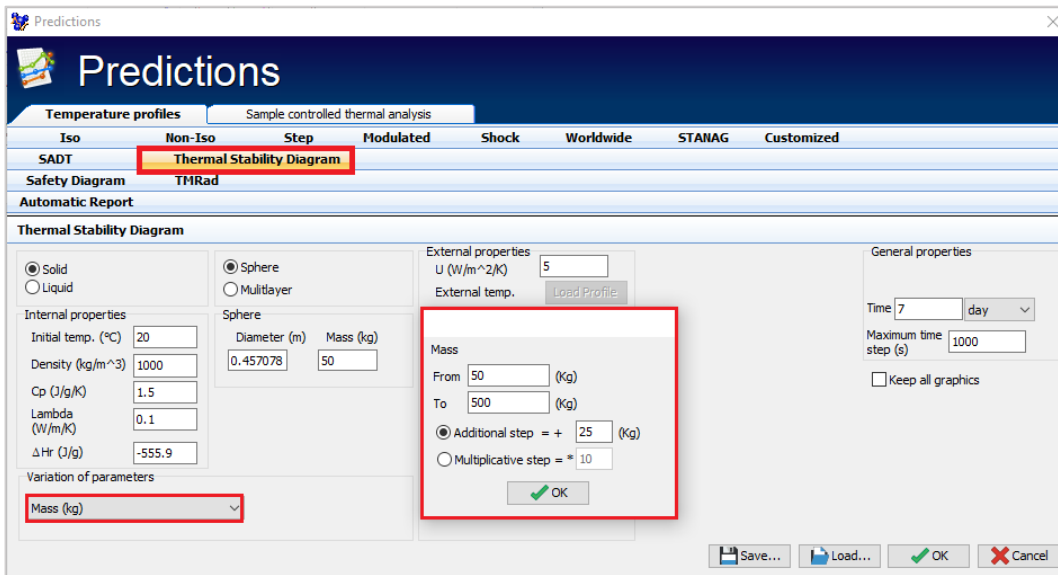 Predictions
Predictions
Temperature profiles Sample controlled thermal analysis
Iso Non-Iso Step Modulated Shock Worldwide STANAG Customized
SADT Thermal Stability Diagram
Safety Diagram TMRad
Automatic Report
Thermal Stability Diagram
Solid
Liquid
Sphere
Mulitlayer
External properties
U (W/m^2/K) 5
External temp. Load Profile
General properties
Time 7 day
Maximum time step (s) 1000
Keep all graphics
Internal properties
Initial temp. (ºC) 20
Density (kg/m^3) 1000
Cp (J/g/K) 1.5
Lambda
(W/m/K) 0.1
ΔHr (J/g) -555.9
Sphere
Diameter (m) Mass (kg)
0.457078 50
Mass
From 50 (Kg)
To 500 (Kg)
Additional step = + 25 (Kg)
Multiplicative step = * 10
OK
Variation of parameters
Mass (kg)
Save... Load... OK Cancel